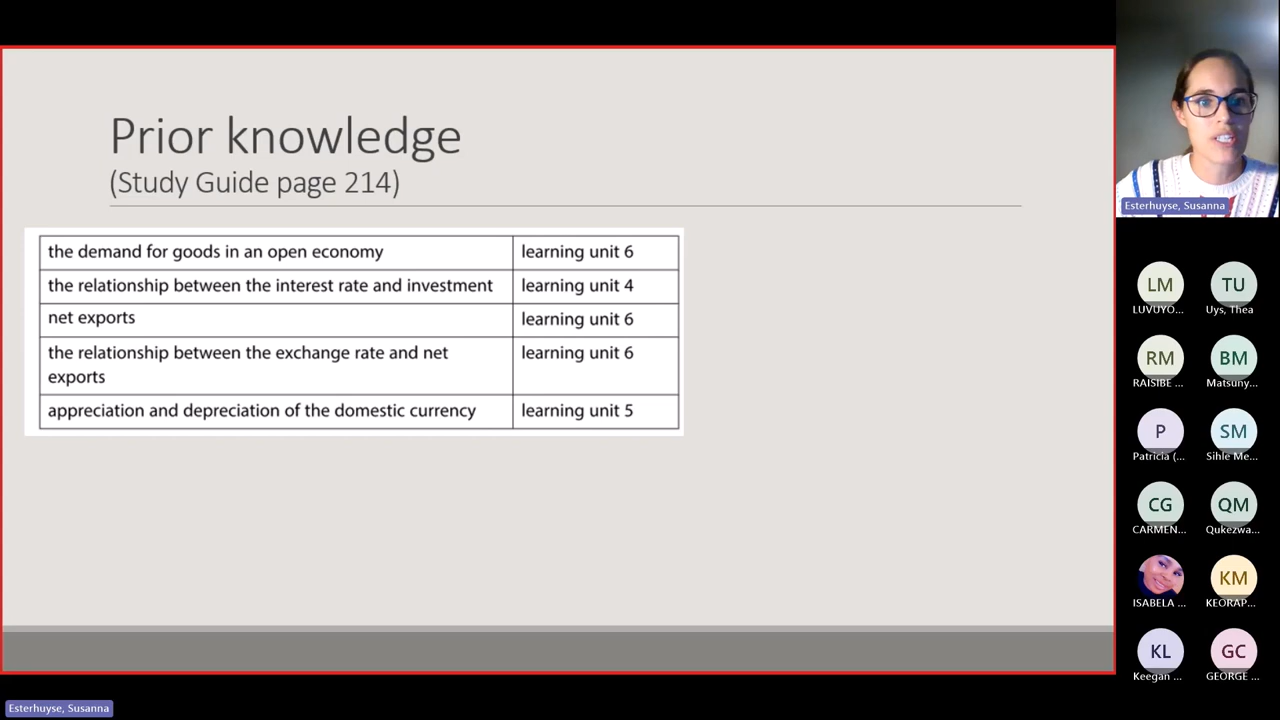 Prior knowledge
(Study Guide page 214)
the demand for goods in an open economy learning unit 6
the relationship between the interest rate and investment learning unit 4
net exports learning unit 6
the relationship between the exchange rate and net learning unit 6
exports
appreciation and depreciation of the domestic currency learning unit 5
Esterhuyse, Susanna
LM TU
LUVUYO... Uys, Thea
RM BM
RAISIBE ... Matsuny...
P SM
Patricia (... Sihle Me...
CG QM
CARMEN... Qukezwa...
KM
ISABELA ... KEORAP...
KL GC
Keegan ... GEORGE ...
Esterhuyse, Susanna